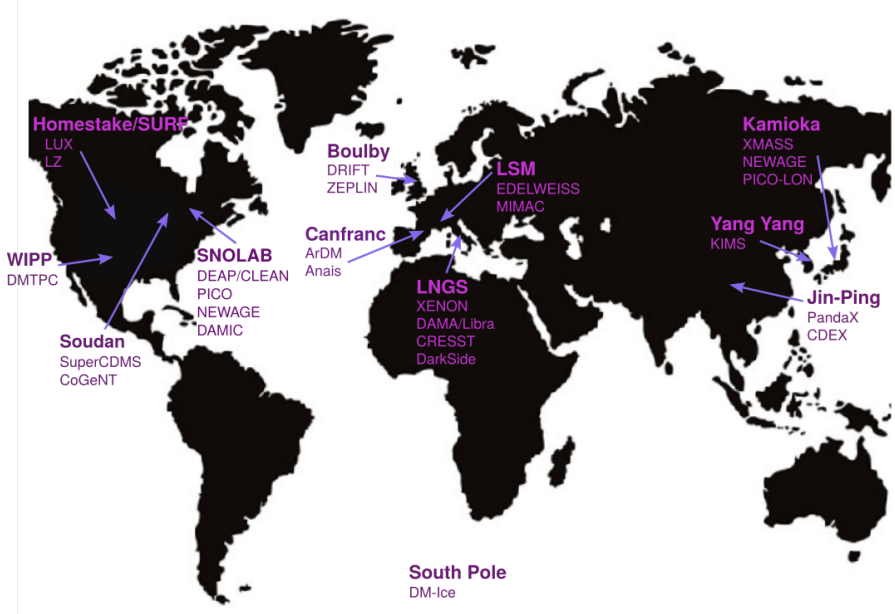 Homestake/SURF
LUX
LZ
Boulby
DRIFT
ZEPLIN
LSM
EDELWEISS
MIMAC
Kamioka
XMASS
NEWAGE
PICO-LON
Canfranc
ArDM
Anais
Yang Yang
KIMS
WIPP
DMTPC
SNOLAB
DEAP/CLEAN
PICO
NEWAGE
DAMIC
LNGS
XENON
DAMA/Libra
CRESST
DarkSide
Jin-Ping
PandaX
CDEX
Soudan
SuperCDMS
CoGeNT
South Pole
DM-Ice